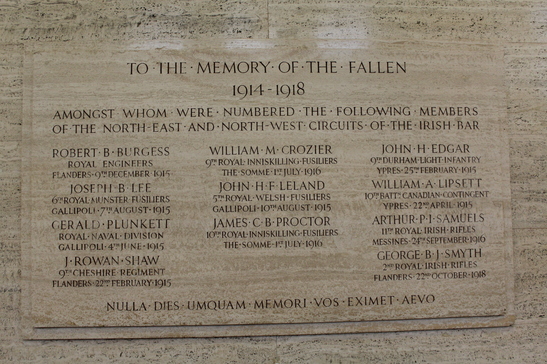 TO·THE·MEMORY·OF·THE·FALLEN
1914-1918
AMONGST·WHOM·WERE·NUMBERED·THE·FOLLOWING·MEMBERS
OF·THE·NORTH·EAST·AND·NORTH·WEST·CIRCUITS·OF·THE·IRISH·BAR
ROBERT·B·BURGESS
ROYAL·ENGINEERS
FLANDERS·9TH DECEMBER·1915
JOSEPH·B·LEE
6TH ROYAL·MUNSTER·FUSILIERS
GALLIPOLI·7TH AUGUST·1915
GERALD·PLUNKETT
ROYAL·NAVAL·DIVISION
GALLIPOLI·4TH JUNE·1915
J·ROWAN·SHAW
9TH CHESHIRE·REGIMENT
FLANDERS·22ND FEBRUARY·1915
WILLIAM·M·CROZIER
9TH ROYAL·INNISKILLING·FUSILIERS
THE·SOMME·1ST JULY·1916
JOHN·H·F·LELAND
5TH ROYAL·WELSH·FUSILIERS
GALLIPOLI·10TH AUGUST·1915
JAMES·C·B·PROCTOR
10TH ROYAL·INNISKILLING·FUSILIERS
THE·SOMME·1ST JULY·1916
JOHN·H·EDGAR
9TH DURHAM·LIGHT·INFANTRY
YPRES·25TH FEBRUARY·1915
WILLIAM·A·LIPSETT
10TH BATT·CANADIAN·CONTINGENT
YPRES·22ND APRIL·1915
ARTHUR·P·I·SAMUELS
11TH ROYAL·IRISH·RIFLES
MESSINES·24TH SEPTEMBER·1916
GEORGE·B·J·SMYTH
2ND ROYAL·IRISH·RIFLES
FLANDERS·22ND OCTOBER·1918
NULLA·DIES·UMQUAM·MEMORI·VOS·EXIMET·AEVO